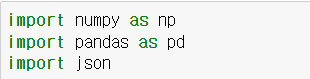 import numpy as np
import pandas as pd
import json